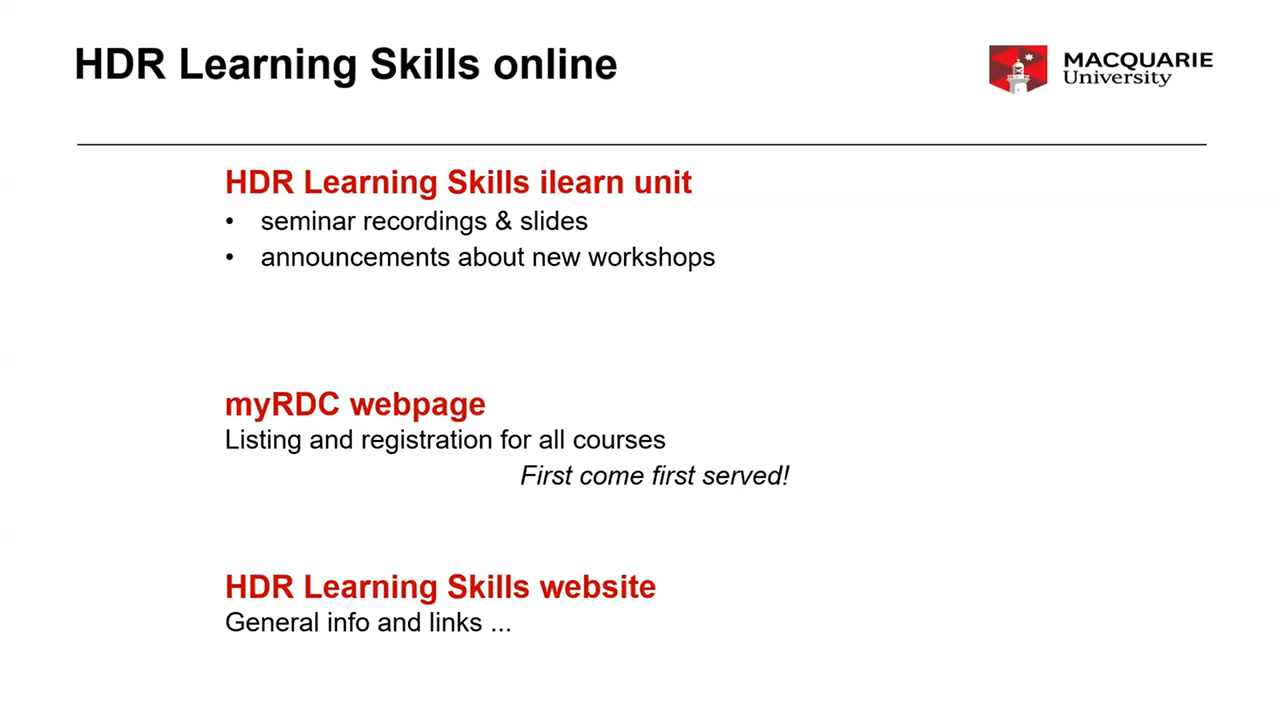 HDR Learning Skills online
MACQUARIE
University
HDR Learning Skills ilearn unit
• seminar recordings & slides
• announcements about new workshops
myRDC webpage
Listing and registration for all courses
First come first served!
HDR Learning Skills website
General info and links ...